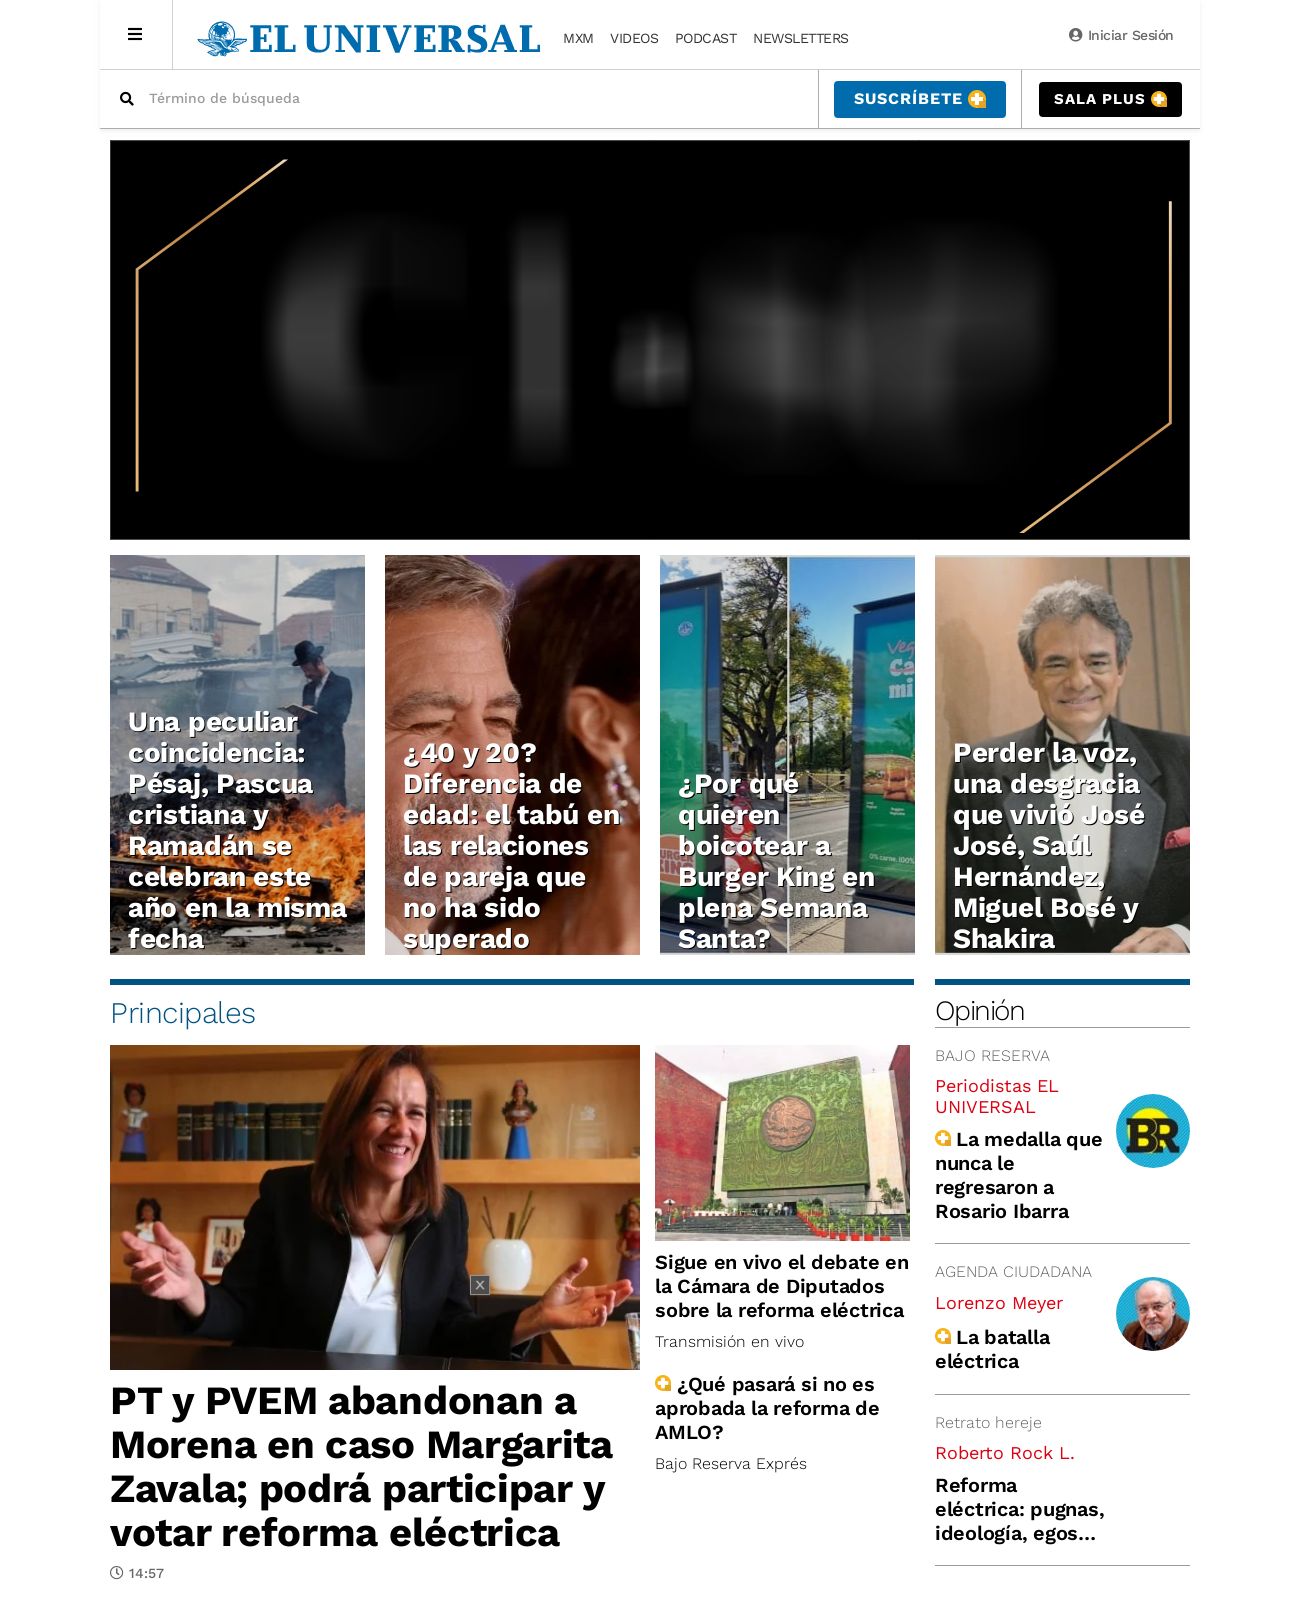 EL UNIVERSAL
MXM VIDEOS PODCAST NEWSLETTERS
Iniciar Sesión
Término de búsqueda
SUSCRÍBETE
SALA PLUS
Una peculiar
coincidencia:
Pésaj, Pascua
cristiana y
Ramadán se
celebran este
año en la misma
fecha
¿40 y 20?
Diferencia de
edad: el tabú en
las relaciones
de pareja que
no ha sido
superado
¿Por qué
quieren
boicotear a
Burger King en
plena Semana
Santa?
0% carne. 100%
Perder la voz,
una desgracia
que vivió José
José, Saúl
Hernández,
Miguel Bosé y
Shakira
Principales
PT y PVEM abandonan a
Morena en caso Margarita
Zavala; podrá participar y
votar reforma eléctrica
14:57
Sigue en vivo el debate en
la Cámara de Diputados
sobre la reforma eléctrica
Transmisión en vivo
¿Qué pasará si no es
aprobada la reforma de
AMLO?
Bajo Reserva Exprés
Opinión
BAJO RESERVA
Periodistas EL
UNIVERSAL
La medalla que
nunca le
regresaron a
Rosario Ibarra
BR
AGENDA CIUDADANA
Lorenzo Meyer
La batalla
eléctrica
Retrato hereje
Roberto Rock L.
Reforma
eléctrica: pugnas,
ideología, egos...